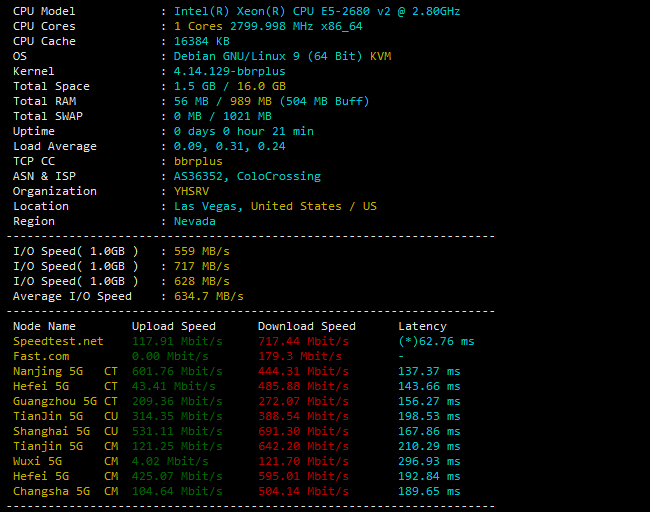 CPU Model : Intel(R) Xeon(R) CPU E5-2680 v2 @ 2.80GHz
CPU Cores : 1 Cores 2799.998 MHz x86_64
CPU Cache : 16384 KB
OS : Debian GNU/Linux 9 (64 Bit) KVM
Kernel : 4.14.129-bbrplus
Total Space : 1.5 GB / 16.0 GB
Total RAM : 56 MB / 989 MB (504 MB Buff)
Total SWAP : 0 MB / 1021 MB
Uptime : 0 days 0 hour 21 min
Load Average : 0.09, 0.31, 0.24
TCP CC : bbrplus
ASN & ISP : AS36352, ColoCrossing
Organization : YHSRV
Location : Las Vegas, United States / US
Region : Nevada
----------------------------------------------------------------------
I/O Speed( 1.0GB ) : 559 MB/s
I/O Speed( 1.0GB ) : 717 MB/s
I/O Speed( 1.0GB ) : 628 MB/s
Average I/O Speed : 634.7 MB/s
----------------------------------------------------------------------
Node Name Upload Speed Download Speed Latency
Speedtest.net 117.91 Mbit/s 717.44 Mbit/s (*)62.76 ms
Fast.com 0.00 Mbit/s 179.3 Mbit/s -
Nanjing 5G CT 601.76 Mbit/s 444.31 Mbit/s 137.37 ms
Hefei 5G CT 43.41 Mbit/s 485.88 Mbit/s 143.66 ms
Guangzhou 5G CT 209.36 Mbit/s 272.07 Mbit/s 156.27 ms
TianJin 5G CU 314.35 Mbit/s 388.54 Mbit/s 198.53 ms
Shanghai 5G CU 531.11 Mbit/s 691.30 Mbit/s 167.86 ms
Tianjin 5G CM 121.25 Mbit/s 642.20 Mbit/s 210.29 ms
Wuxi 5G CM 4.02 Mbit/s 121.70 Mbit/s 296.93 ms
Hefei 5G CM 425.07 Mbit/s 595.01 Mbit/s 192.84 ms
Changsha 5G CM 104.64 Mbit/s 504.14 Mbit/s 189.65 ms
----------------------------------------------------------------------